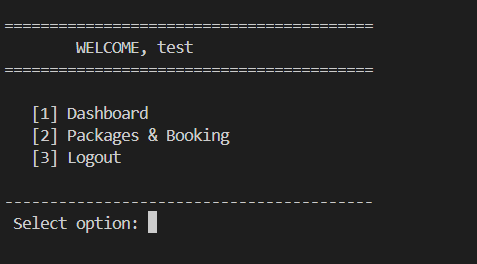 =========================================
WELCOME, test
=========================================
[1] Dashboard
[2] Packages & Booking
[3] Logout
-----------------------------------------
Select option: